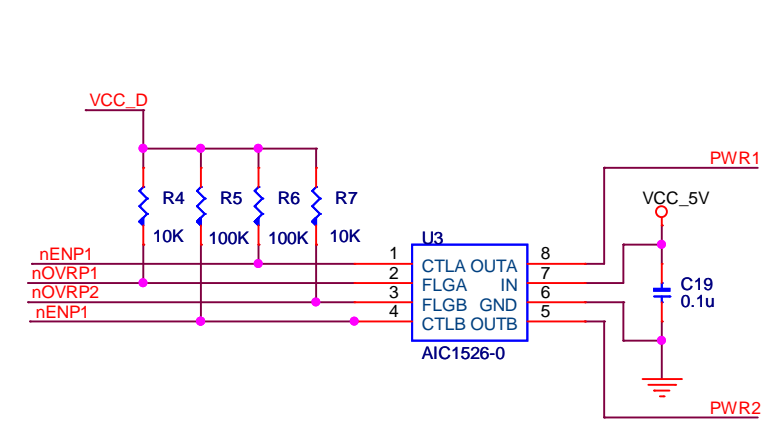 VCC_D
PWR1
R4 R5 R6 R7
VCC_5V
10K 100K 100K 10K
U3
nENP1 1 8
CTLA OUTA
nOVRP1 2 7
FLGA IN
C19
nOVRP2 3 6
FLGB GND
0.1u
nENP1 4 5
CTLB OUTB
AIC1526-0
PWR2